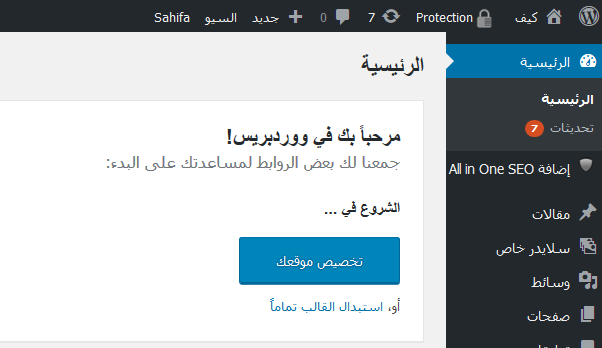 كيف Protection 7 0 جديد السيو Sahifa
الرئيسية
الرئيسية
تحديثات 7
إضافة All in One SEO
مقالات
سلايدر خاص
وسائط
صفحات
الرئيسية
مرحباً بك في ووردبريس!
جمعنا لك بعض الروابط لمساعدتك على البدء:
الشروع في ...
تخصيص موقعك
أو، استبدال القالب تماماً